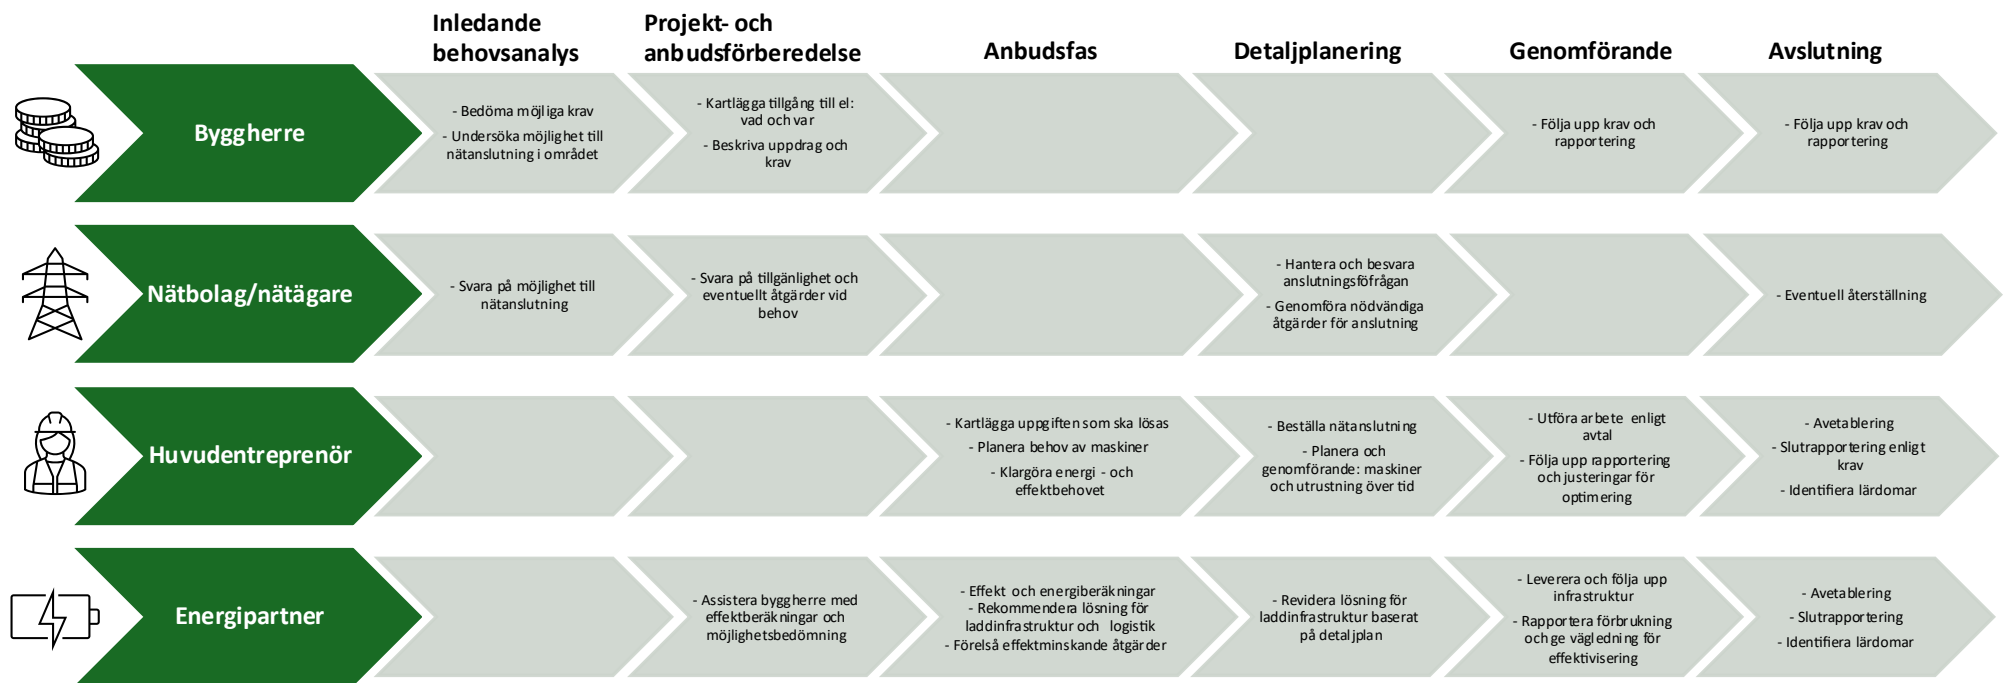 Inledande
behovsanalys
Projekt- och
anbudsförberedelse
Anbudsfas
Detaljplanering
Genomförande
Avslutning
Byggherre
- Bedöma möjliga krav
- Undersöka möjlighet till
nätanslutning i området
- Kartlägga tillgång till el:
vad och var
- Beskriva uppdrag och
krav
- Följa upp krav och
rapportering
- Följa upp krav och
rapportering
Nätbolag/nätägare
- Svara på möjlighet till
nätanslutning
- Svara på tillgänlighet och
eventuellt åtgärder vid
behov
- Hantera och besvara
anslutningsföfrågan
- Genomföra nödvändiga
åtgärder för anslutning
- Eventuell återställning
Huvudentreprenör
- Kartlägga uppgiften som ska lösas
- Planera behov av maskiner
- Klargöra energi - och
effektbehovet
- Beställa nätanslutning
- Planera och
genomförande: maskiner
och utrustning över tid
- Utföra arbete enligt
avtal
- Följa upp rapportering
och justeringar för
optimering
- Avetablering
- Slutrapportering enligt
krav
- Identifiera lärdomar
Energipartner
- Assistera byggherre med
effektberäkningar och
möjlighetsbedömning
- Effekt och energiberäkningar
- Rekommendera lösning för
laddinfrastruktur och logistik
- Förelså effektminskande åtgärder
- Revidera lösning för
laddinfrastruktur baserat
på detaljplan
- Leverera och följa upp
infrastruktur
- Rapportera förbrukning
och ge vägledning för
effektivisering
- Avetablering
- Slutrapportering
- Identifiera lärdomar